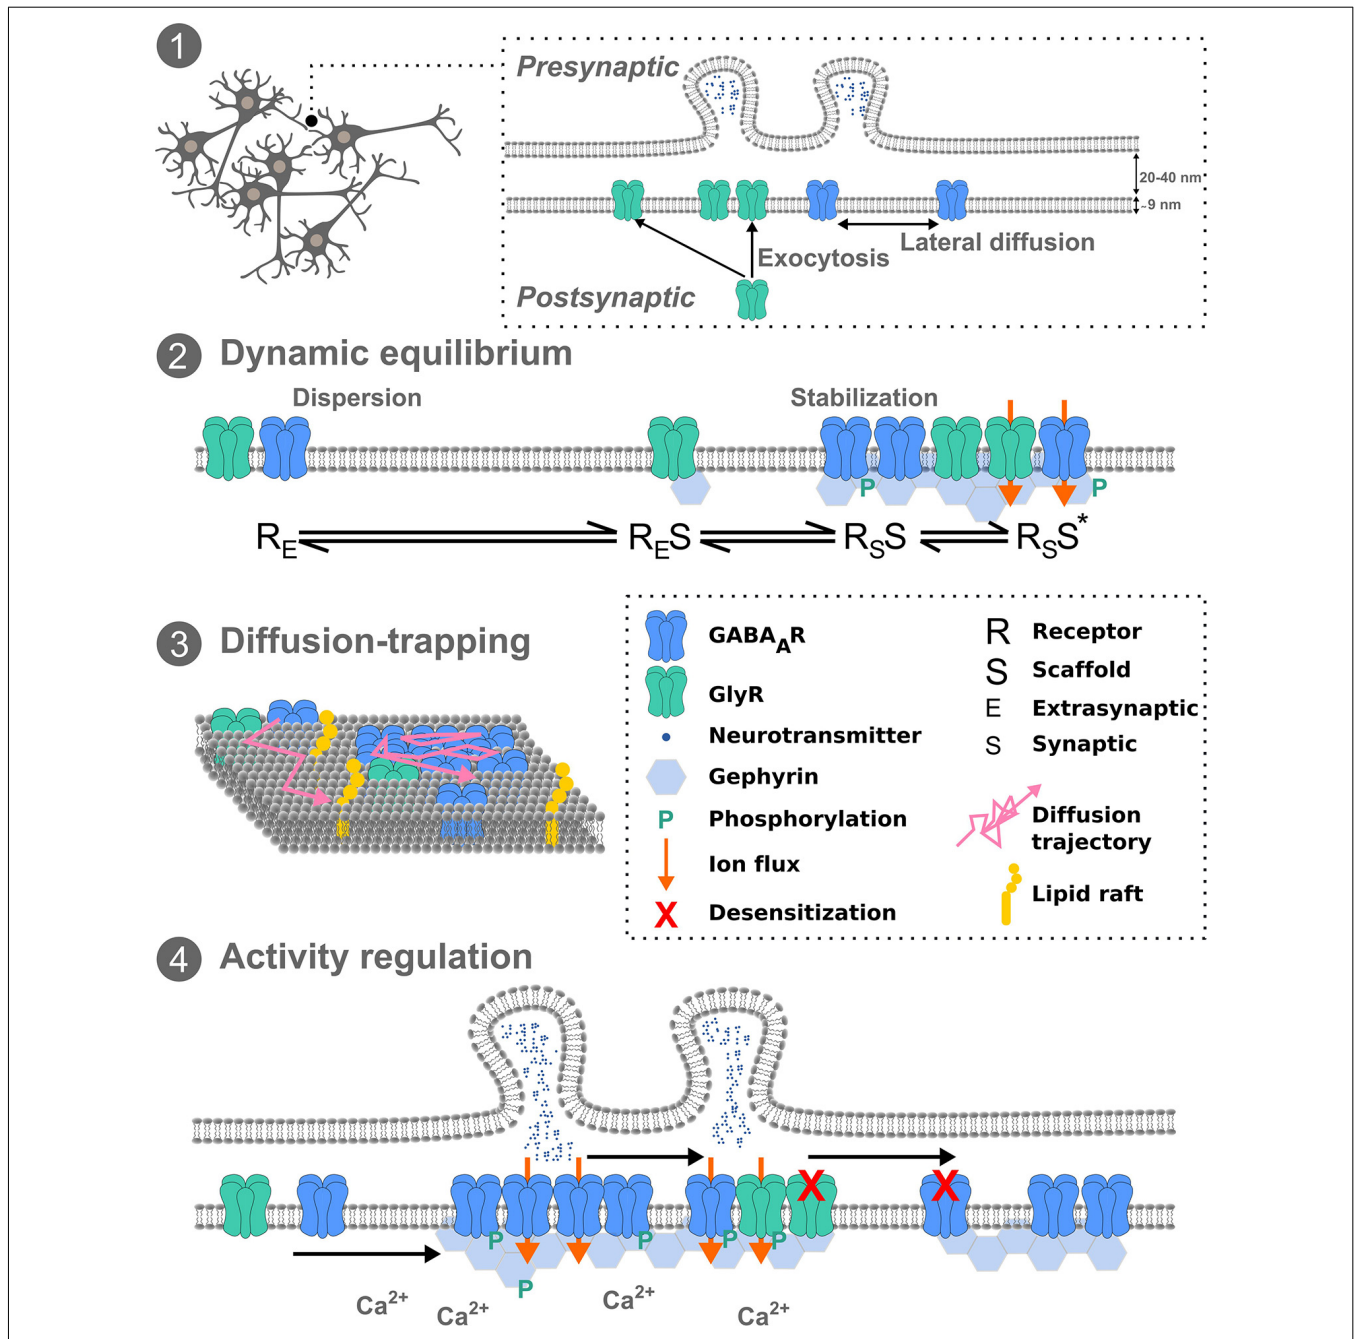 1
Presynaptic
20-40 nm
~9 nm
Lateral diffusion
Exocytosis
Postsynaptic
2 Dynamic equilibrium
Dispersion
Stabilization
P P
R_E R_ES R_SS R_SS*
3 Diffusion-trapping
GABA_AR
GlyR
Neurotransmitter
Gephyrin
P Phosphorylation
Ion flux
X Desensitization
R Receptor
S Scaffold
E Extrasynaptic
S Synaptic
Diffusion
trajectory
Lipid raft
4 Activity regulation
X X
P P P P
P
Ca²⁺ Ca²⁺ Ca²⁺ Ca²⁺